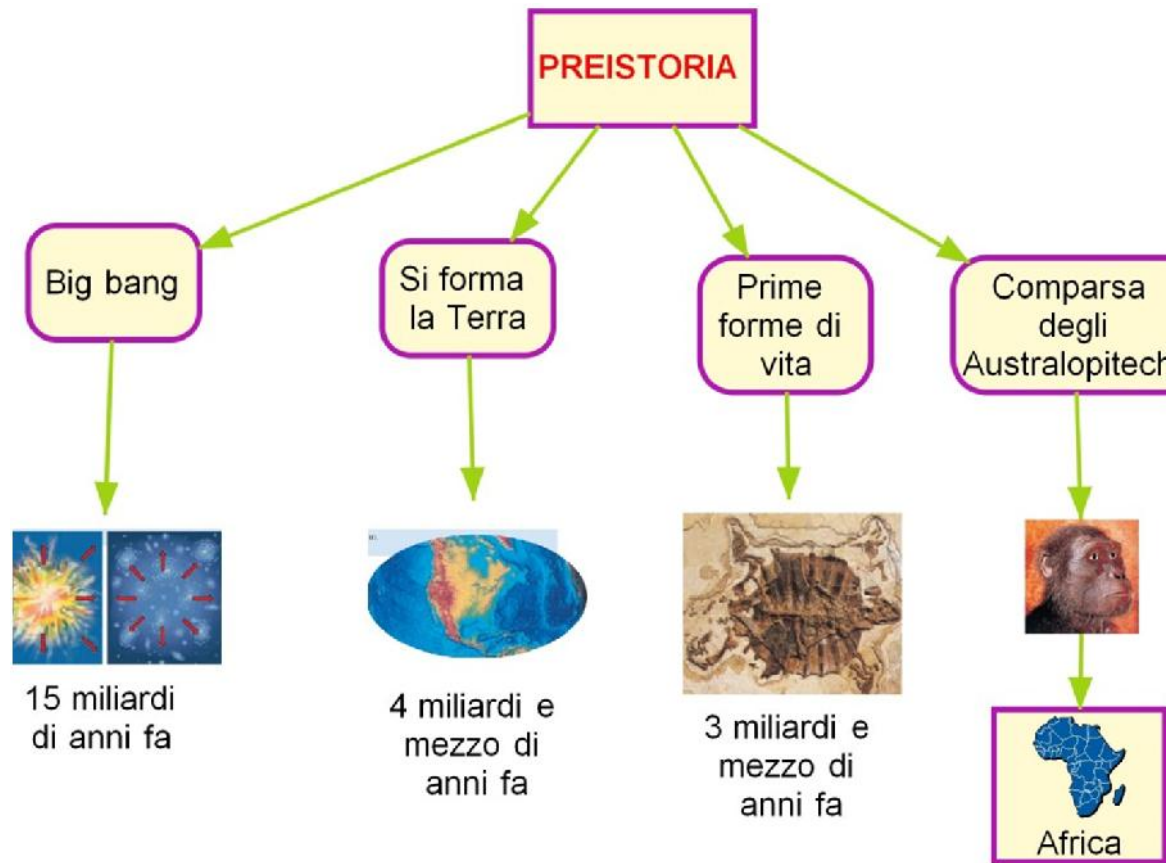 PREISTORIA
Big bang
Si forma
la Terra
Prime
forme di
vita
Comparsa
degli
Australopitech
15 miliardi
di anni fa
4 miliardi e
mezzo di
anni fa
3 miliardi e
mezzo di
anni fa
Africa